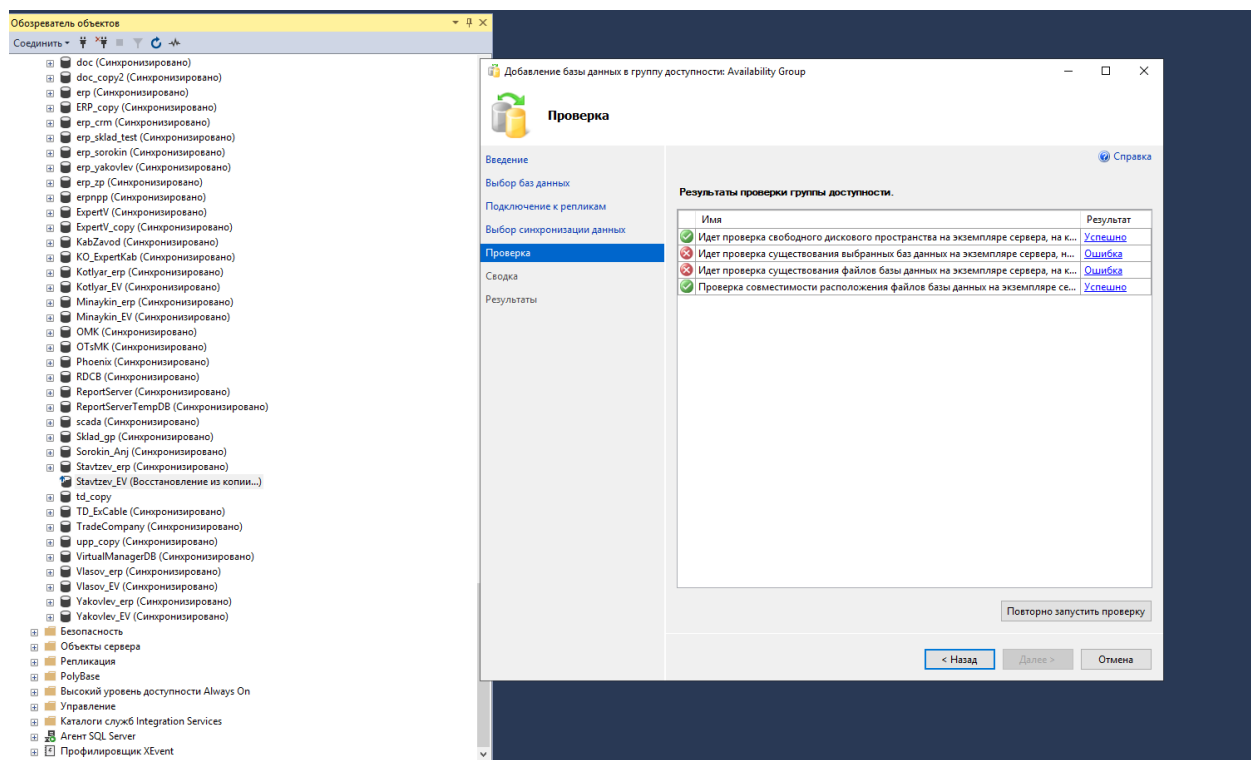 Обозреватель объектов
Соединить
doc (Синхронизировано)
doc_copy2 (Синхронизировано)
erp (Синхронизировано)
ERP_copy (Синхронизировано)
erp_crm (Синхронизировано)
erp_sklad_test (Синхронизировано)
erp_sorokin (Синхронизировано)
erp_yakovlev (Синхронизировано)
erp_zp (Синхронизировано)
erpnpp (Синхронизировано)
ExpertV (Синхронизировано)
ExpertV_copy (Синхронизировано)
KabZavod (Синхронизировано)
KO_ExpertKab (Синхронизировано)
Kotlyar_erp (Синхронизировано)
Kotlyar_EV (Синхронизировано)
Minaykin_erp (Синхронизировано)
Minaykin_EV (Синхронизировано)
OMK (Синхронизировано)
OTsMK (Синхронизировано)
Phoenix (Синхронизировано)
RDCB (Синхронизировано)
ReportServer (Синхронизировано)
ReportServerTempDB (Синхронизировано)
scada (Синхронизировано)
Sklad_gp (Синхронизировано)
Sorokin_Anj (Синхронизировано)
Stavtzev_erp (Синхронизировано)
Stavtzev_EV (Восстановление из копии...)
td_copy
TD_ExCable (Синхронизировано)
TradeCompany (Синхронизировано)
upp_copy (Синхронизировано)
VirtualManagerDB (Синхронизировано)
Vlasov_erp (Синхронизировано)
Vlasov_EV (Синхронизировано)
Yakovlev_erp (Синхронизировано)
Yakovlev_EV (Синхронизировано)
Безопасность
Объекты сервера
Репликация
PolyBase
Высокий уровень доступности Always On
Управление
Каталоги служб Integration Services
Агент SQL Server
Профилировщик XEvent
Добавление базы данных в группу доступности: Availability Group
Проверка
Введение
Выбор баз данных
Подключение к репликам
Выбор синхронизации данных
Проверка
Сводка
Результаты
Справка
Результаты проверки группы доступности.
Имя Результат
Идет проверка свободного дискового пространства на экземпляре сервера, на к... Успешно
Идет проверка существования выбранных баз данных на экземпляре сервера, н... Ошибка
Идет проверка существования файлов базы данных на экземпляре сервера, на к... Ошибка
Проверка совместимости расположения файлов базы данных на экземпляре се... Успешно
Повторно запустить проверку
< Назад Далее > Отмена